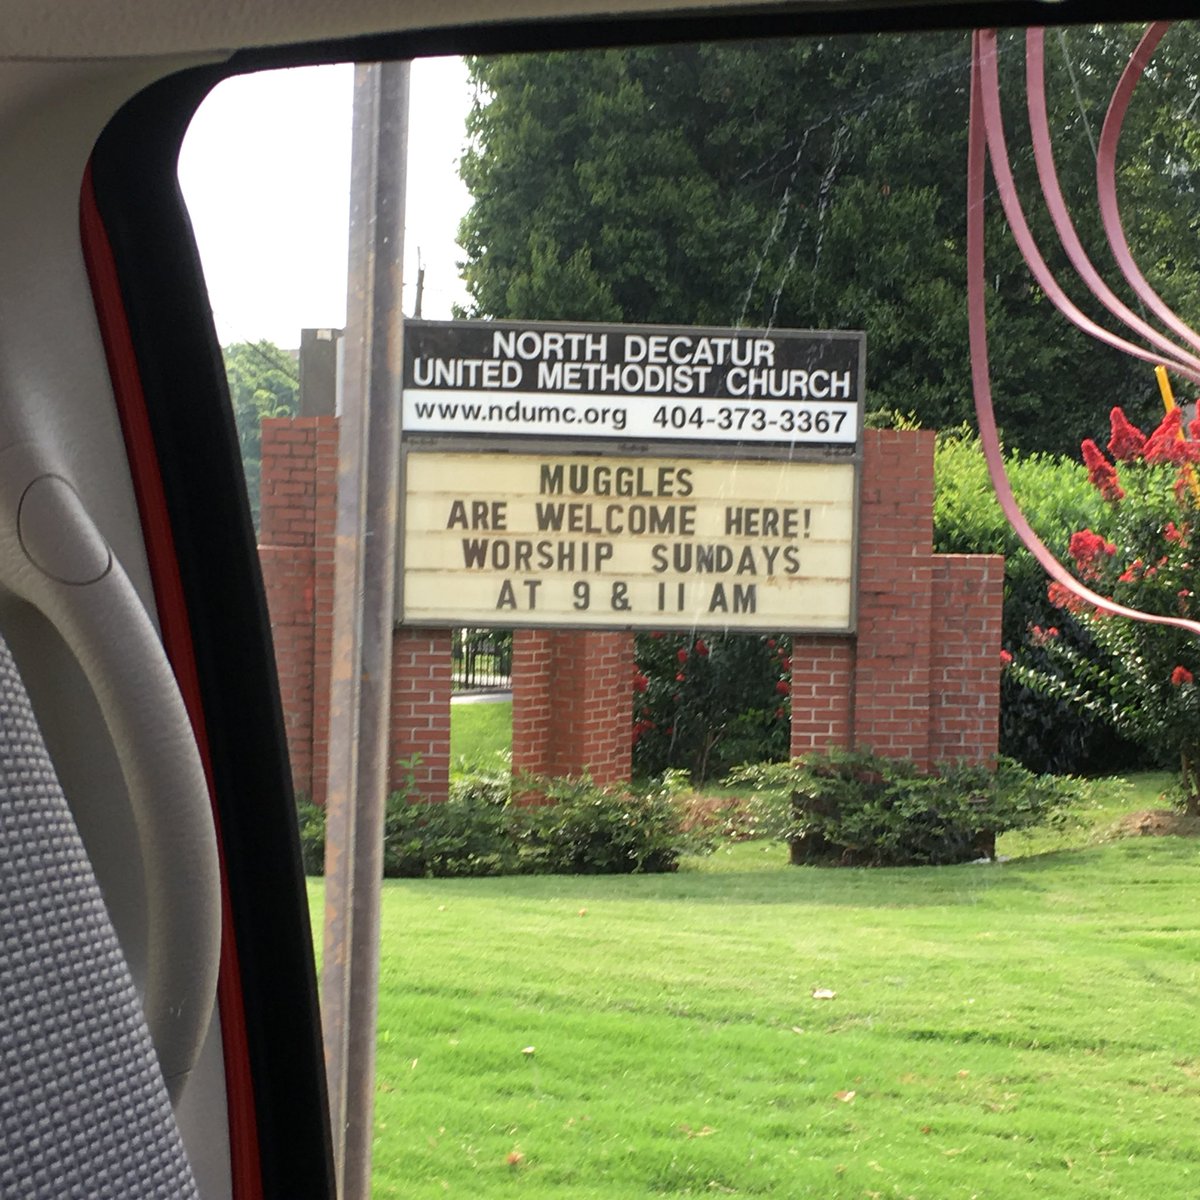 NORTH DECATUR
UNITED METHODIST CHURCH
www.ndumc.org 404-373-3367
MUGGLES
ARE WELCOME HERE!
WORSHIP SUNDAYS
AT 9 & 11 AM